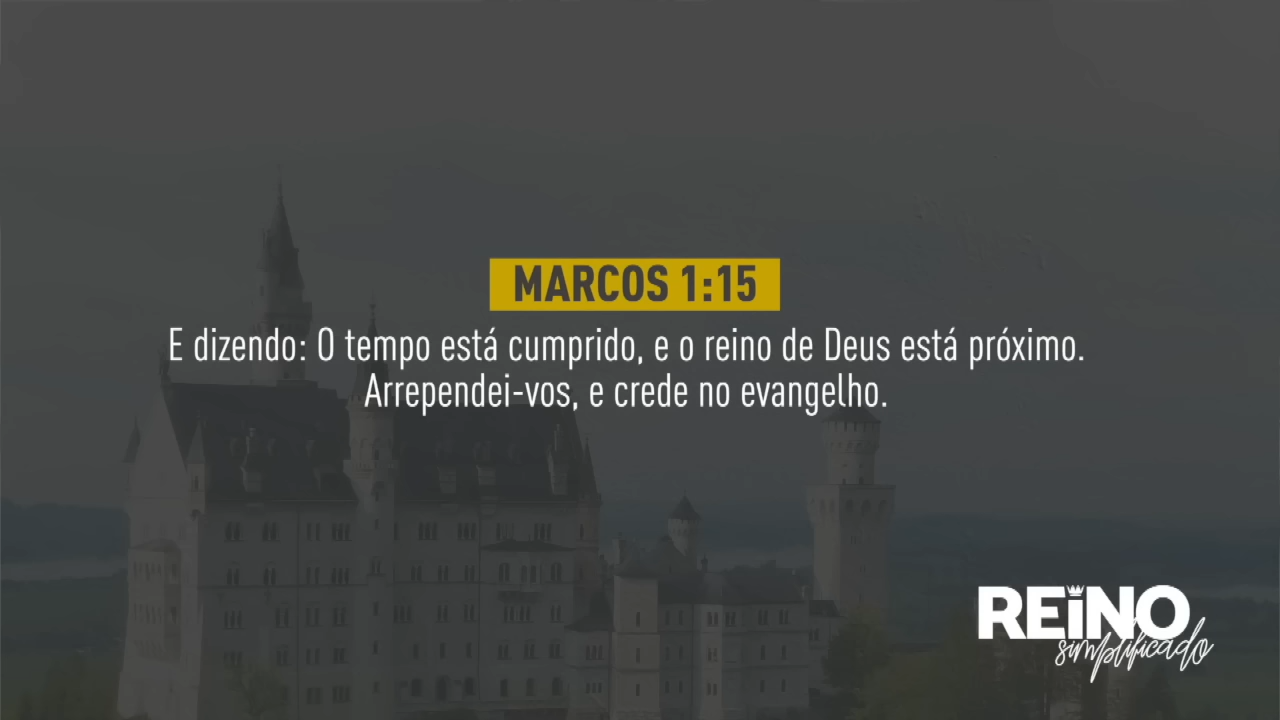 MARCOS 1:15
E dizendo: O tempo está cumprido, e o reino de Deus está próximo.
Arrependei-vos, e crede no evangelho.
REINO
simplificado